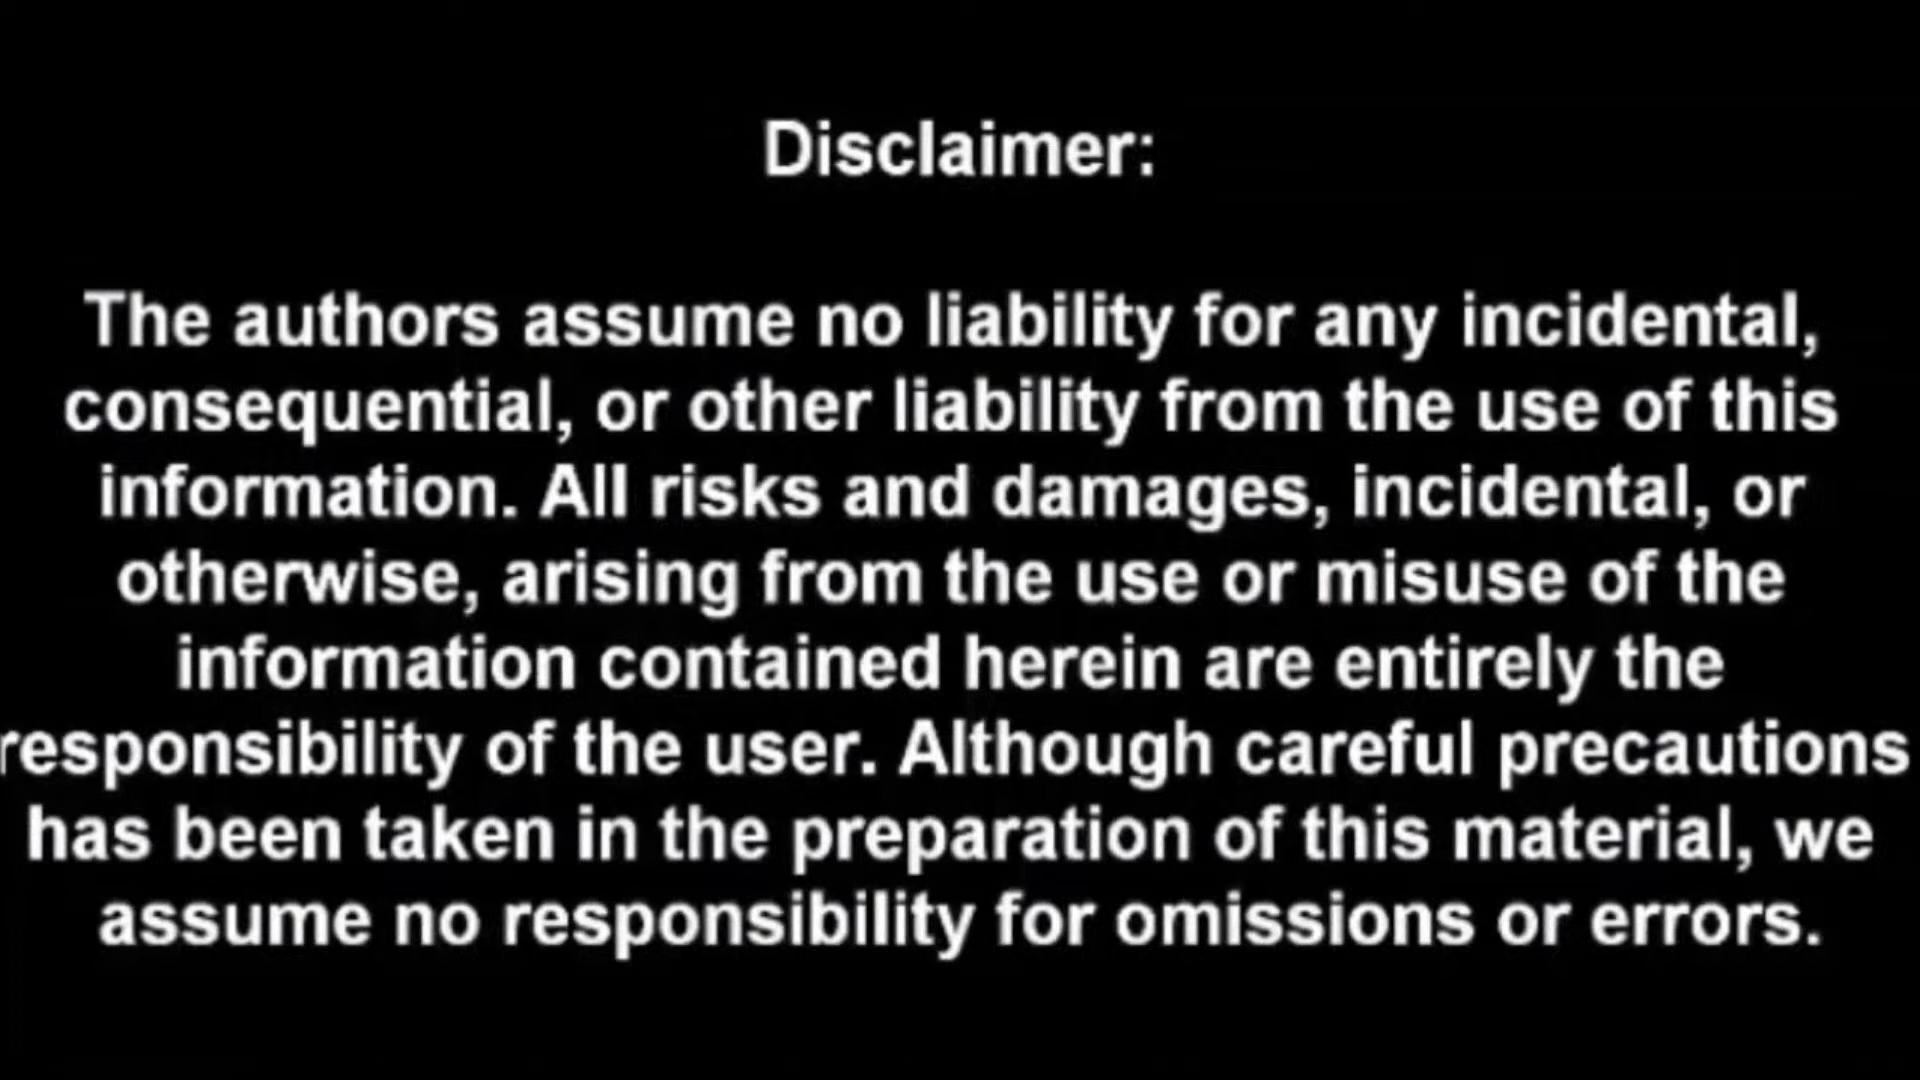 Disclaimer:
The authors assume no liability for any incidental,
consequential, or other liability from the use of this
information. All risks and damages, incidental, or
otherwise, arising from the use or misuse of the
information contained herein are entirely the
responsibility of the user. Although careful precautions
has been taken in the preparation of this material, we
assume no responsibility for omissions or errors.